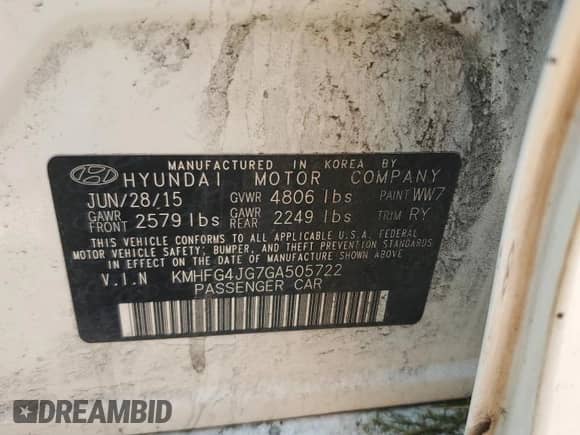 MANUFACTURED IN KOREA BY
HYUNDAI MOTOR COMPANY
JUN/28/15 GVWR 4806 lbs PAINT WW7
GAWR FRONT 2579 lbs GAWR REAR 2249 lbs TRIM RY
THIS VEHICLE CONFORMS TO ALL APPLICABLE U.S.A. FEDERAL
MOTOR VEHICLE SAFETY, BUMPER, AND THEFT PREVENTION STANDARDS
IN EFFECT ON THE DATE OF MANUFACTURE SHOWN ABOVE.
V.I.N KMHFG4JG7GA505722
PASSENGER CAR
DREAMBID